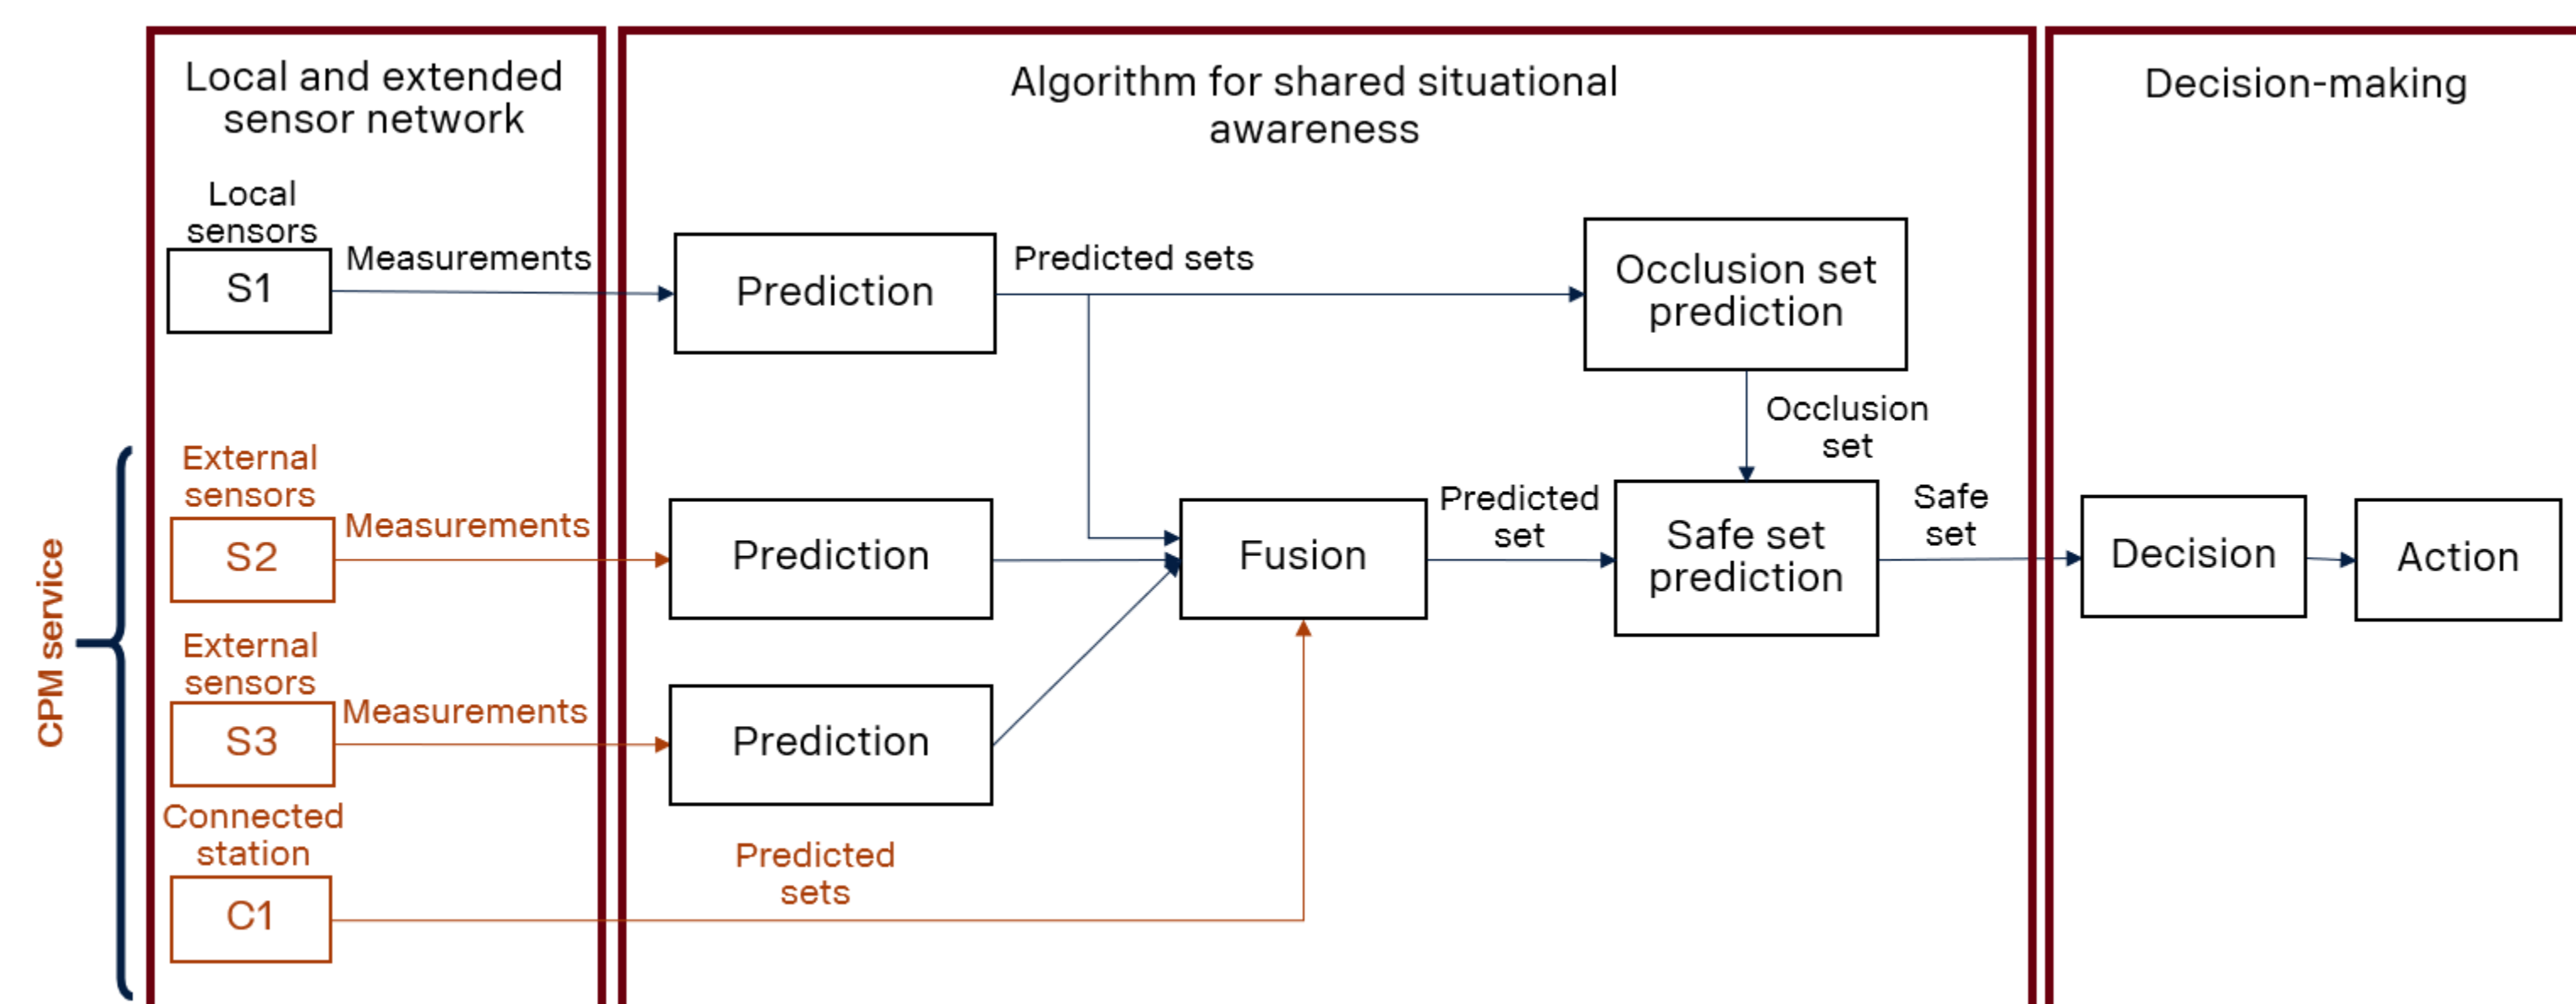 Local and extended
sensor network
Algorithm for shared situational
awareness
Decision-making
Local
sensors
S1
Measurements
Prediction
Predicted sets
Occlusion set
prediction
Occlusion
set
CPM service
External
sensors
S2
Measurements
Prediction
Fusion
Predicted
set
Safe set
prediction
Safe
set
Decision
Action
External
sensors
S3
Measurements
Prediction
Connected
station
C1
Predicted
sets